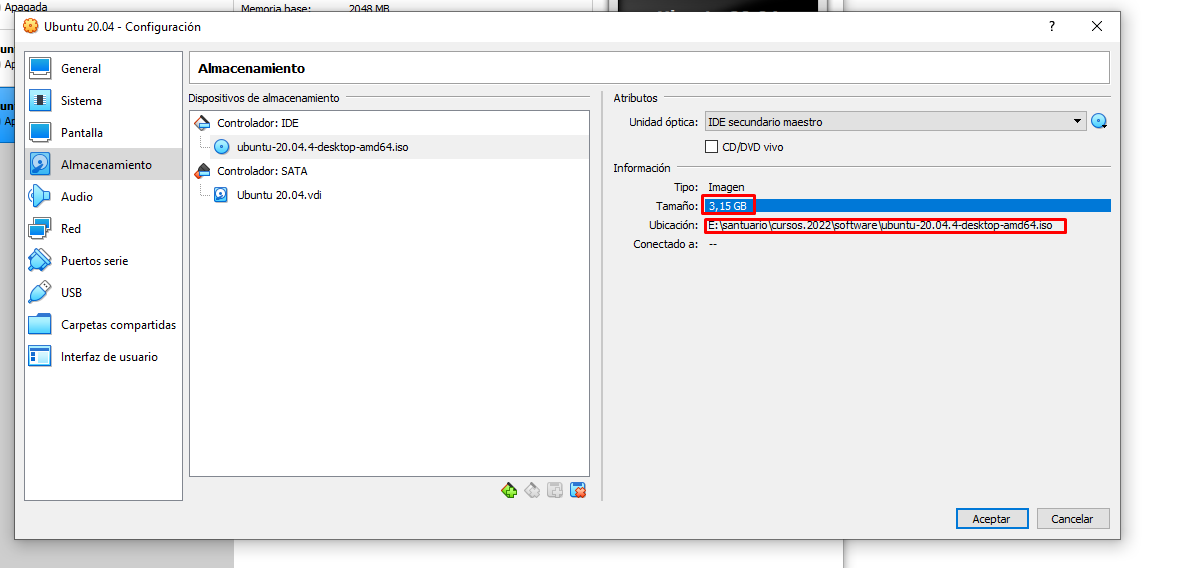 Apagada
Memoria base: 2048 MB
Ubuntu 20.04 - Configuración
?
General
Sistema
Pantalla
Almacenamiento
Audio
Red
Puertos serie
USB
Carpetas compartidas
Interfaz de usuario
Almacenamiento
Dispositivos de almacenamiento
Controlador: IDE
ubuntu-20.04.4-desktop-amd64.iso
Controlador: SATA
Ubuntu 20.04.vdi
Atributos
Unidad óptica: IDE secundario maestro
CD/DVD vivo
Información
Tipo: Imagen
Tamaño: 3,15 GB
Ubicación: E:\santuario\cursos.2022\software\ubuntu-20.04.4-desktop-amd64.iso
Conectado a: --
Aceptar
Cancelar